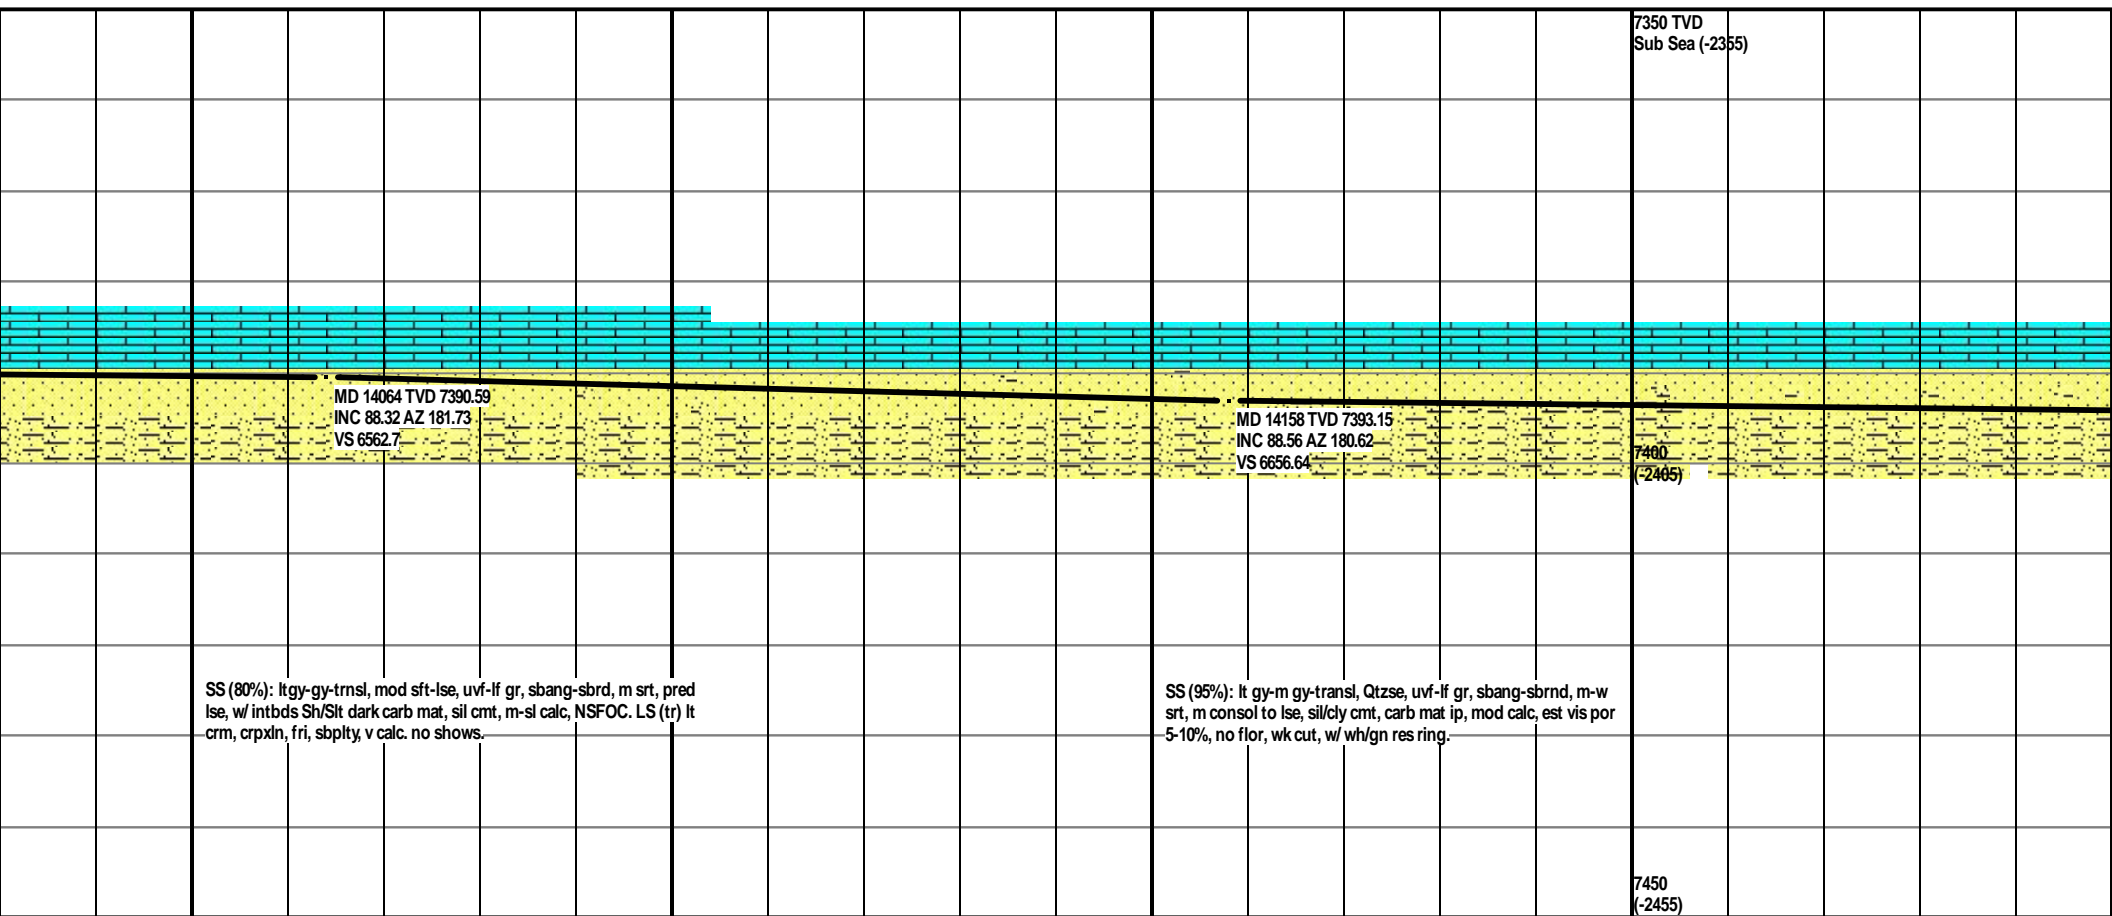 7350 TVD
Sub Sea (-2355)
MD 14064 TVD 7390.59
INC 88.32 AZ 181.73
VS 6562.7
MD 14158 TVD 7393.15
INC 88.56 AZ 180.62
VS 6656.64
7400
(-2405)
SS (80%): ltgy-gy-trnsl, mod sft-lse, uvf-lf gr, sbang-sbrd, m srt, pred
lse, w/ intbds Sh/Slt dark carb mat, sil cmt, m-sl calc, NSFOC. LS (tr) lt
crm, crpxln, fri, sbplty, v calc. no shows.
SS (95%): lt gy-m gy-transl, Qtzse, uvf-lf gr, sbang-sbrnd, m-w
srt, m consol to lse, sil/cly cmt, carb mat ip, mod calc, est vis por
5-10%, no flor, wk cut, w/ wh/gn res ring.
7450
(-2455)